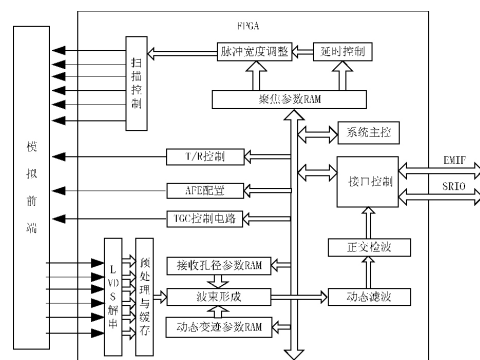 FPGA
脉冲宽度调整
延时控制
扫描控制
聚焦参数RAM
系统主控
模拟前端
T/R控制
接口控制
EMIF
SRIO
AFE配置
TGC控制电路
正交检波
LVDS解串
预处理与缓存
接收孔径参数RAM
波束形成
动态滤波
动态变迹参数RAM